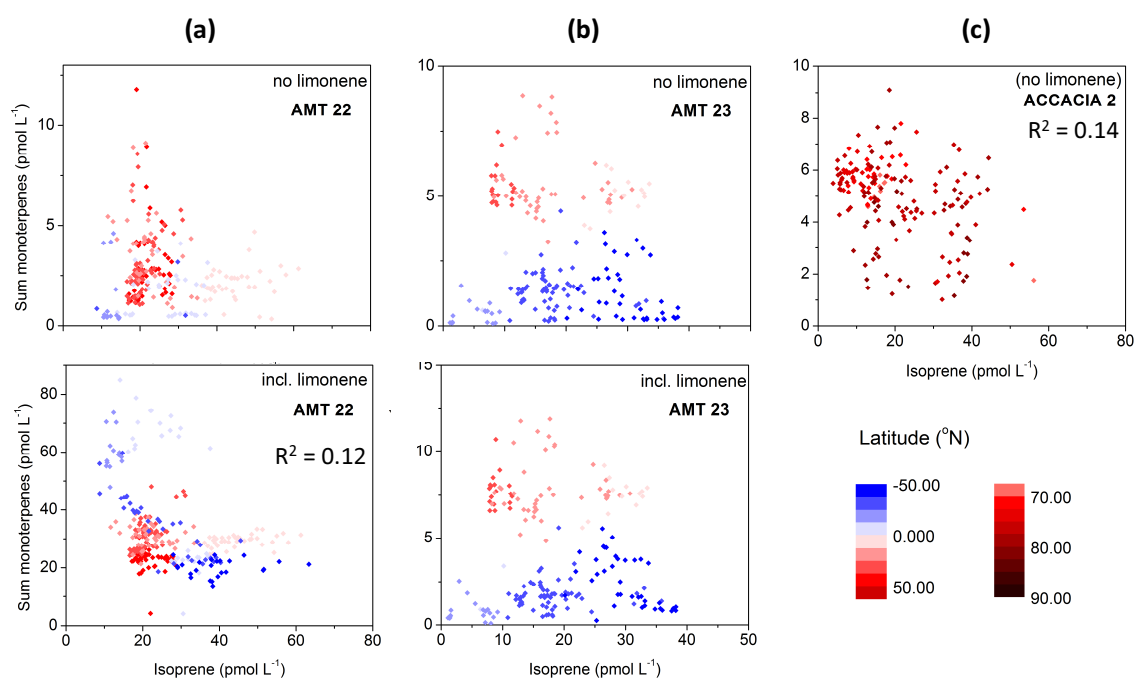 (a)
(b)
(c)
no limonene
AMT 22
Sum monoterpenes (pmol L⁻¹)
10
5
0
20
40
60
no limonene
AMT 23
10
5
0
(no limonene)
ACCACIA 2
R² = 0.14
10
8
6
4
2
0
0
20
40
60
80
Isoprene (pmol L⁻¹)
incl. limonene
AMT 22
R² = 0.12
Sum monoterpenes (pmol L⁻¹)
80
60
40
20
0
0
20
40
60
80
Isoprene (pmol L⁻¹)
incl. limonene
AMT 23
15
10
5
0
0
10
20
30
40
50
Isoprene (pmol L⁻¹)
Latitude (°N)
-50.00
0.000
50.00
70.00
80.00
90.00